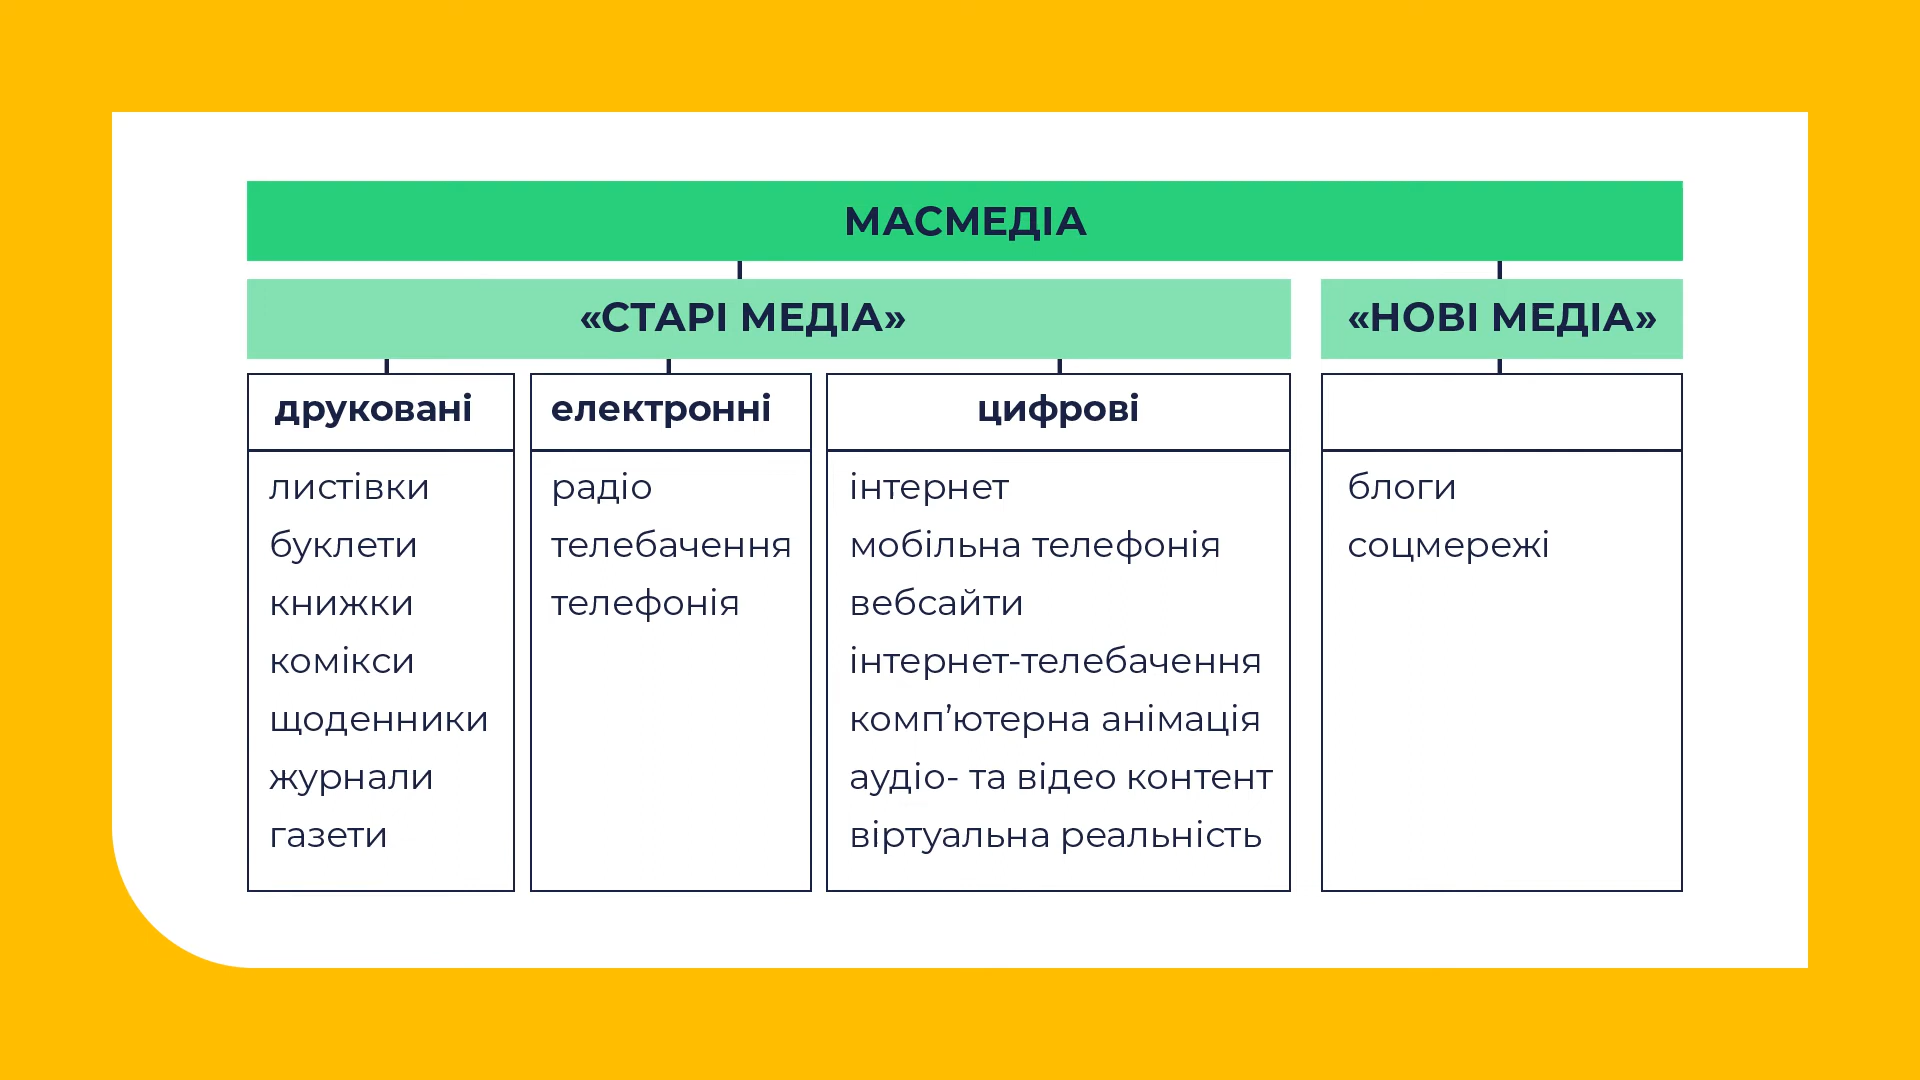 МАСМЕДІА
«СТАРІ МЕДІА»
«НОВІ МЕДІА»
друковані
листівки
буклети
книжки
комікси
щоденники
журнали
газети
електронні
радіо
телебачення
телефонія
цифрові
інтернет
мобільна телефонія
вебсайти
інтернет-телебачення
комп’ютерна анімація
аудіо- та відео контент
віртуальна реальність
блоги
соцмережі